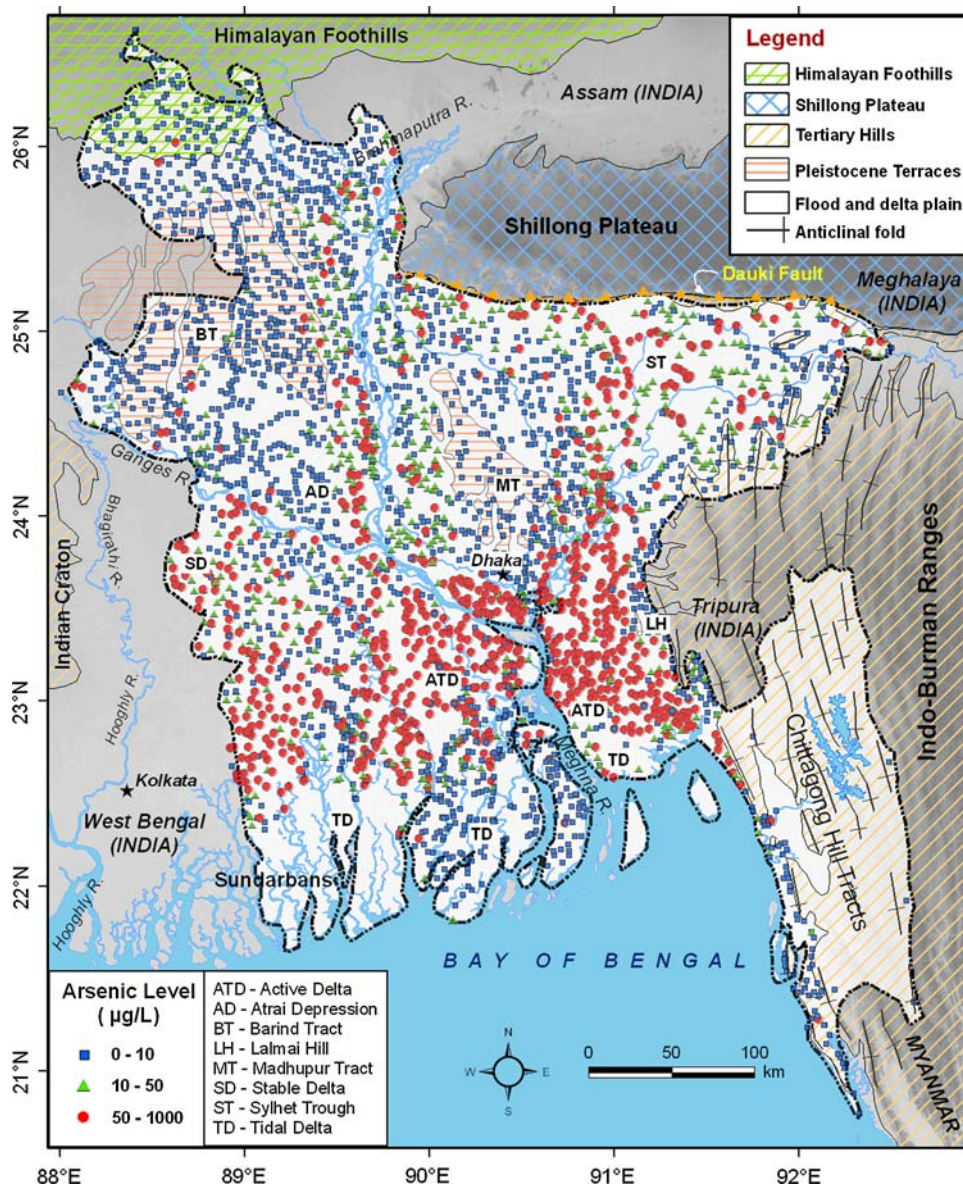 Himalayan Foothills
Legend
Himalayan Foothills
Shillong Plateau
Tertiary Hills
Pleistocene Terraces
Flood and delta plain
Anticlinal fold
Assam (INDIA)
26°N
Brahmaputra R.
Shillong Plateau
Dauki Fault
Meghalaya
(INDIA)
25°N
BT
ST
Ganges R.
MT
AD
24°N
Bhagirathi R.
Indian Craton
SD
Dhaka
LH
Tripura
(INDIA)
Indo-Burman Ranges
23°N
ATD
ATD
TD
Hooghly R.
Meghna R.
Chittagong Hill Tracts
Kolkata
West Bengal
(INDIA)
TD
TD
22°N
Sundarbans
Hooghly R.
BAY OF BENGAL
Arsenic Level
( µg/L)
0 - 10
10 - 50
50 - 1000
ATD - Active Delta
AD - Atrai Depression
BT - Barind Tract
LH - Lalmai Hill
MT - Madhupur Tract
SD - Stable Delta
ST - Sylhet Trough
TD - Tidal Delta
N
W
E
S
0 50 100
km
21°N
MYANMAR
88°E 89°E 90°E 91°E 92°E